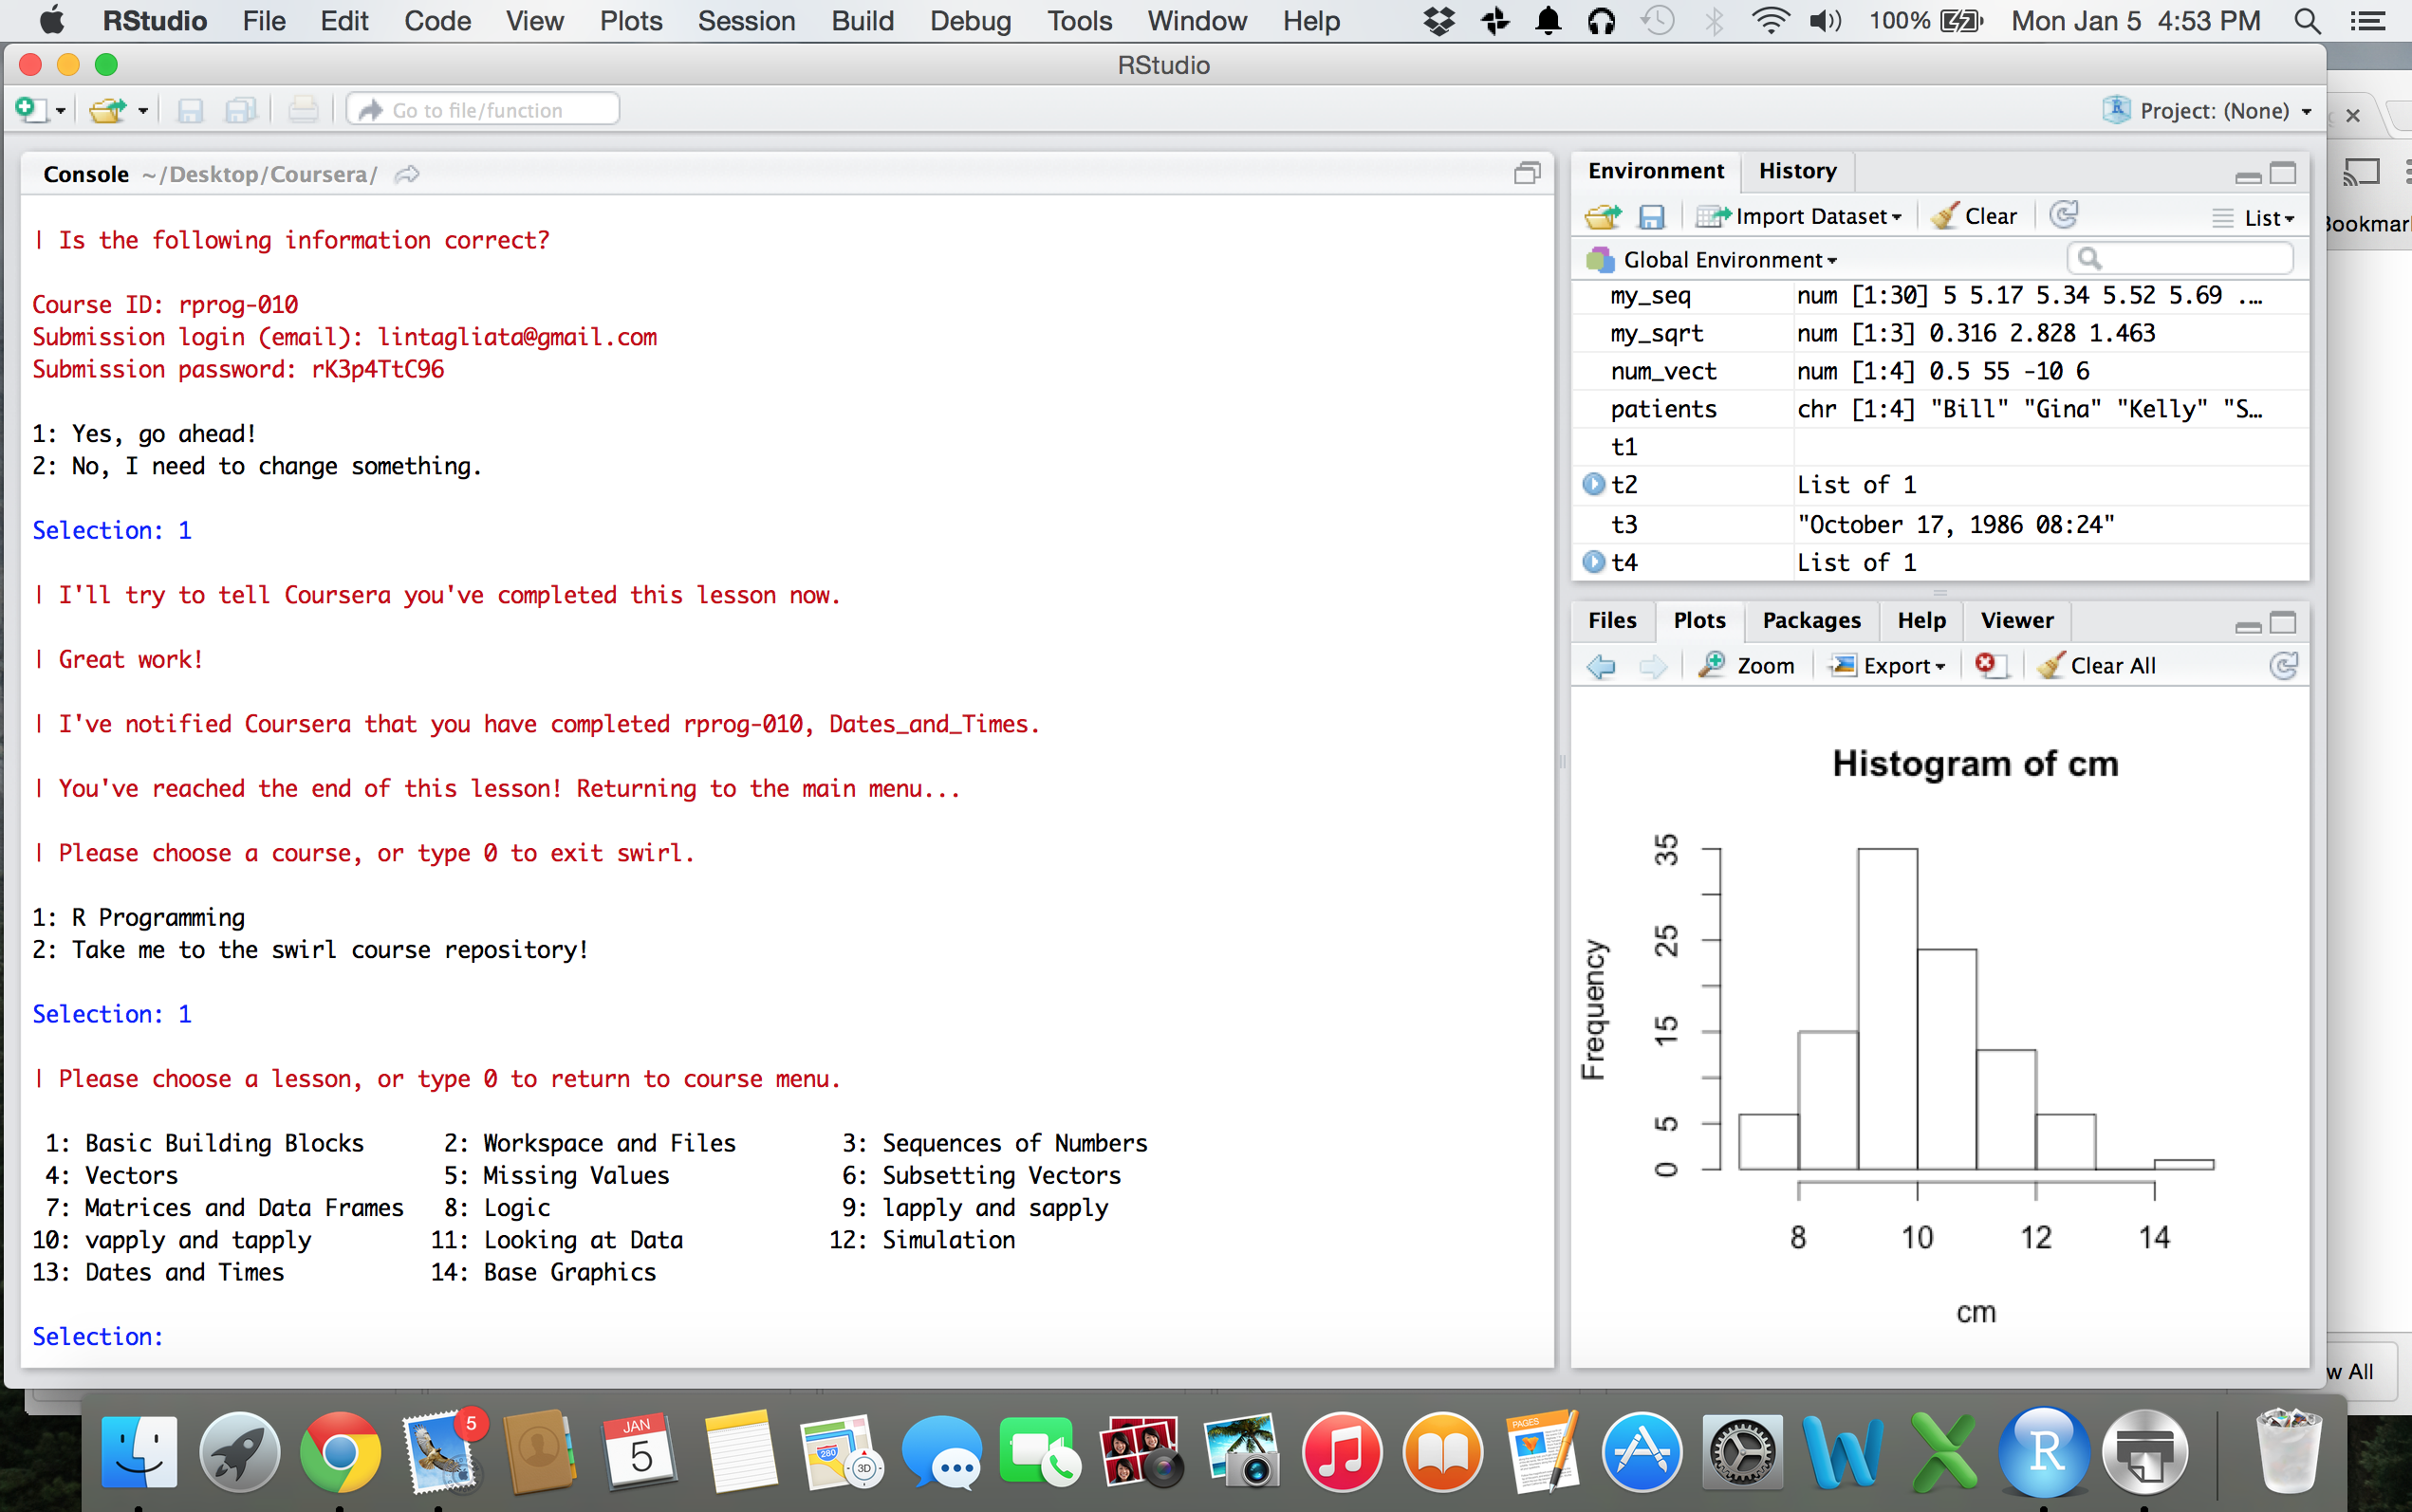 RStudio File Edit Code View Plots Session Build Debug Tools Window Help 100% Mon Jan 5 4:53 PM
RStudio
Go to file/function Project: (None)
Console ~/Desktop/Coursera/
| Is the following information correct?
Course ID: rprog-010
Submission login (email): lintagliata@gmail.com
Submission password: rK3p4TtC96
1: Yes, go ahead!
2: No, I need to change something.
Selection: 1
| I'll try to tell Coursera you've completed this lesson now.
| Great work!
| I've notified Coursera that you have completed rprog-010, Dates_and_Times.
| You've reached the end of this lesson! Returning to the main menu...
| Please choose a course, or type 0 to exit swirl.
1: R Programming
2: Take me to the swirl course repository!
Selection: 1
| Please choose a lesson, or type 0 to return to course menu.
1: Basic Building Blocks 2: Workspace and Files 3: Sequences of Numbers
4: Vectors 5: Missing Values 6: Subsetting Vectors
7: Matrices and Data Frames 8: Logic 9: lapply and sapply
10: vapply and tapply 11: Looking at Data 12: Simulation
13: Dates and Times 14: Base Graphics
Selection:
Environment History
Import Dataset Clear List
Global Environment
my_seq num [1:30] 5 5.17 5.34 5.52 5.69 ...
my_sqrt num [1:3] 0.316 2.828 1.463
num_vect num [1:4] 0.5 55 -10 6
patients chr [1:4] "Bill" "Gina" "Kelly" "S...
t1
t2 List of 1
t3 "October 17, 1986 08:24"
t4 List of 1
Files Plots Packages Help Viewer
Zoom Export Clear All
Histogram of cm
Frequency
35
25
15
5
0
8 10 12 14
cm
Bookmar
w All
5
JAN
5
280
3D
PAGES
W
X
R